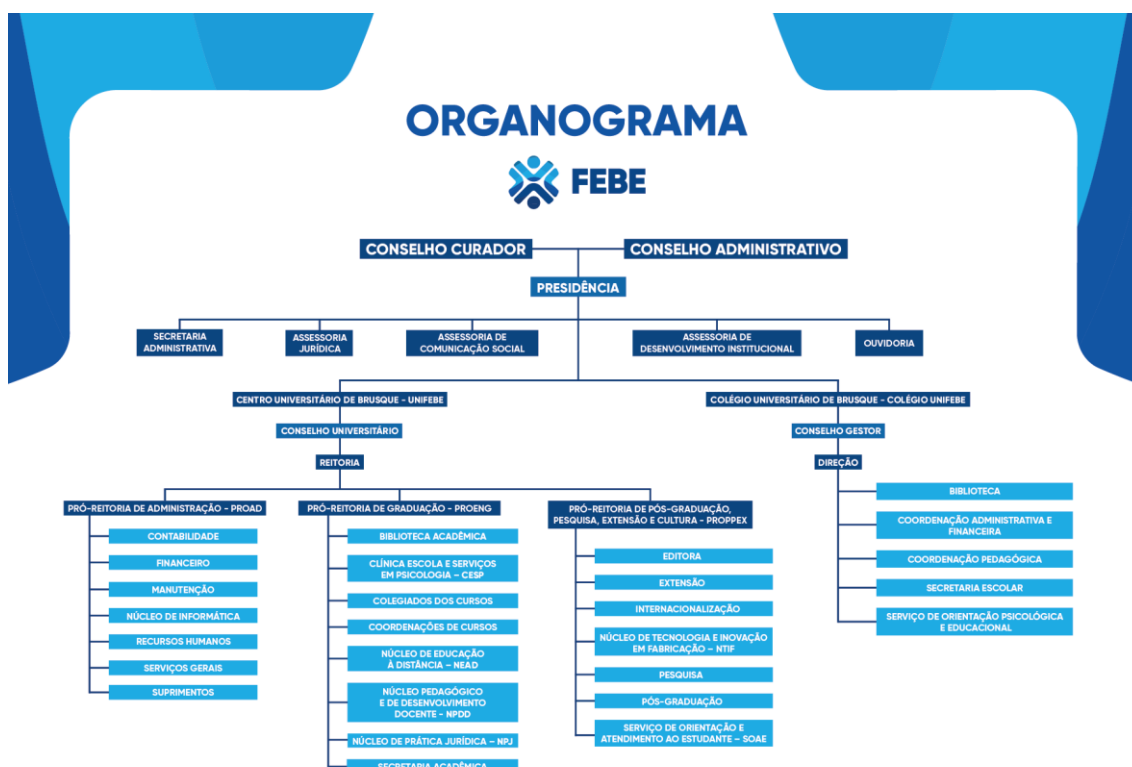 ORGANOGRAMA
FEBE
CONSELHO CURADOR
CONSELHO ADMINISTRATIVO
PRESIDÊNCIA
SECRETARIA
ADMINISTRATIVA
ASSESSORIA
JURÍDICA
ASSESSORIA DE
COMUNICAÇÃO SOCIAL
ASSESSORIA DE
DESENVOLVIMENTO INSTITUCIONAL
OUVIDORIA
CENTRO UNIVERSITÁRIO DE BRUSQUE - UNIFEBE
CONSELHO UNIVERSITÁRIO
REITORIA
PRÓ-REITORIA DE ADMINISTRAÇÃO - PROAD
CONTABILIDADE
FINANCEIRO
MANUTENÇÃO
NÚCLEO DE INFORMÁTICA
RECURSOS HUMANOS
SERVIÇOS GERAIS
SUPRIMENTOS
PRÓ-REITORIA DE GRADUAÇÃO - PROENG
BIBLIOTECA ACADÊMICA
CLÍNICA ESCOLA E SERVIÇOS
EM PSICOLOGIA – CESP
COLEGIADOS DOS CURSOS
COORDENAÇÕES DE CURSOS
NÚCLEO DE EDUCAÇÃO
À DISTÂNCIA – NEAD
NÚCLEO PEDAGÓGICO
E DE DESENVOLVIMENTO
DOCENTE - NPDD
NÚCLEO DE PRÁTICA JURÍDICA – NPJ
SECRETARIA ACADÊMICA
PRÓ-REITORIA DE PÓS-GRADUAÇÃO,
PESQUISA, EXTENSÃO E CULTURA - PROPPEX
EDITORA
EXTENSÃO
INTERNACIONALIZAÇÃO
NÚCLEO DE TECNOLOGIA E INOVAÇÃO
EM FABRICAÇÃO – NTIF
PESQUISA
PÓS-GRADUAÇÃO
SERVIÇO DE ORIENTAÇÃO E
ATENDIMENTO AO ESTUDANTE – SOAE
COLÉGIO UNIVERSITÁRIO DE BRUSQUE - COLÉGIO UNIFEBE
CONSELHO GESTOR
DIREÇÃO
BIBLIOTECA
COORDENAÇÃO ADMINISTRATIVA E
FINANCEIRA
COORDENAÇÃO PEDAGÓGICA
SECRETARIA ESCOLAR
SERVIÇO DE ORIENTAÇÃO PSICOLÓGICA
E EDUCACIONAL